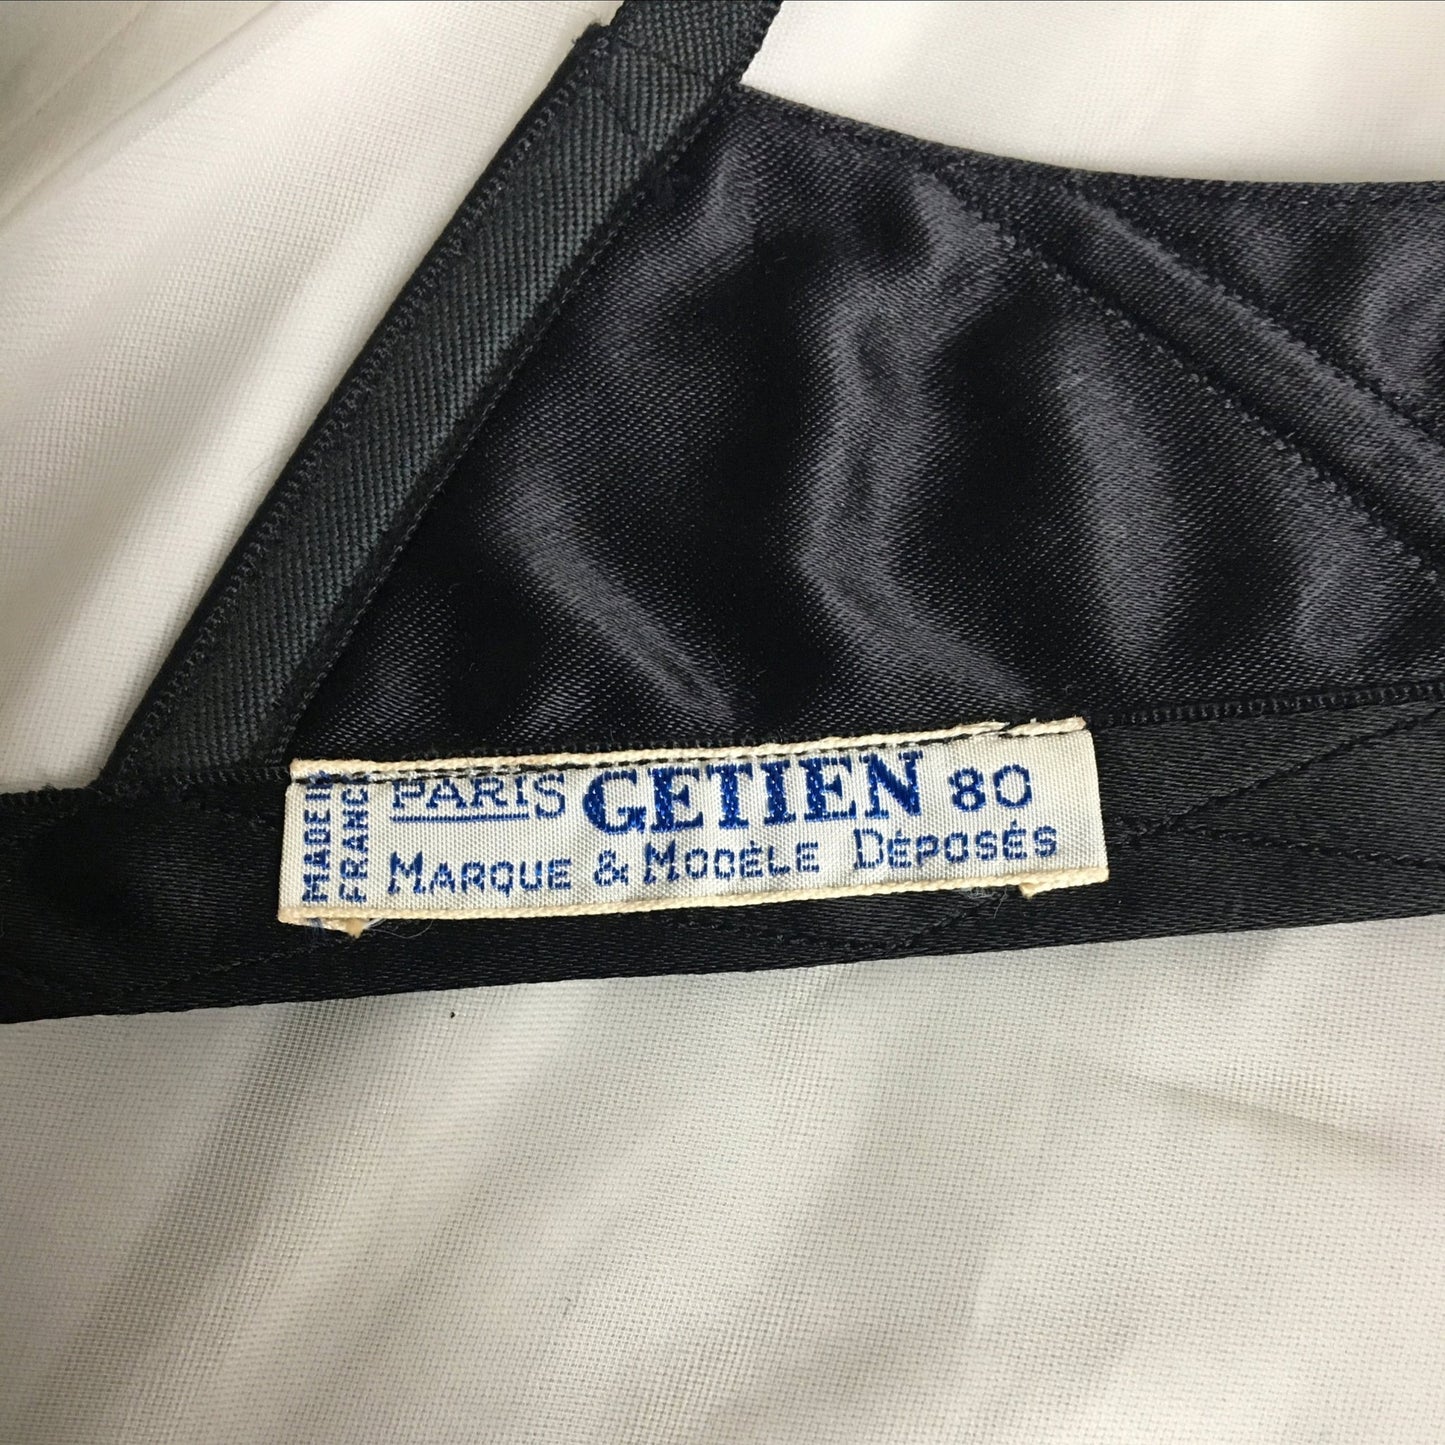 MADE IN
FRANCE
PARIS GETIEN 80
MARQUE & MODÈLE DÉPOSÉS